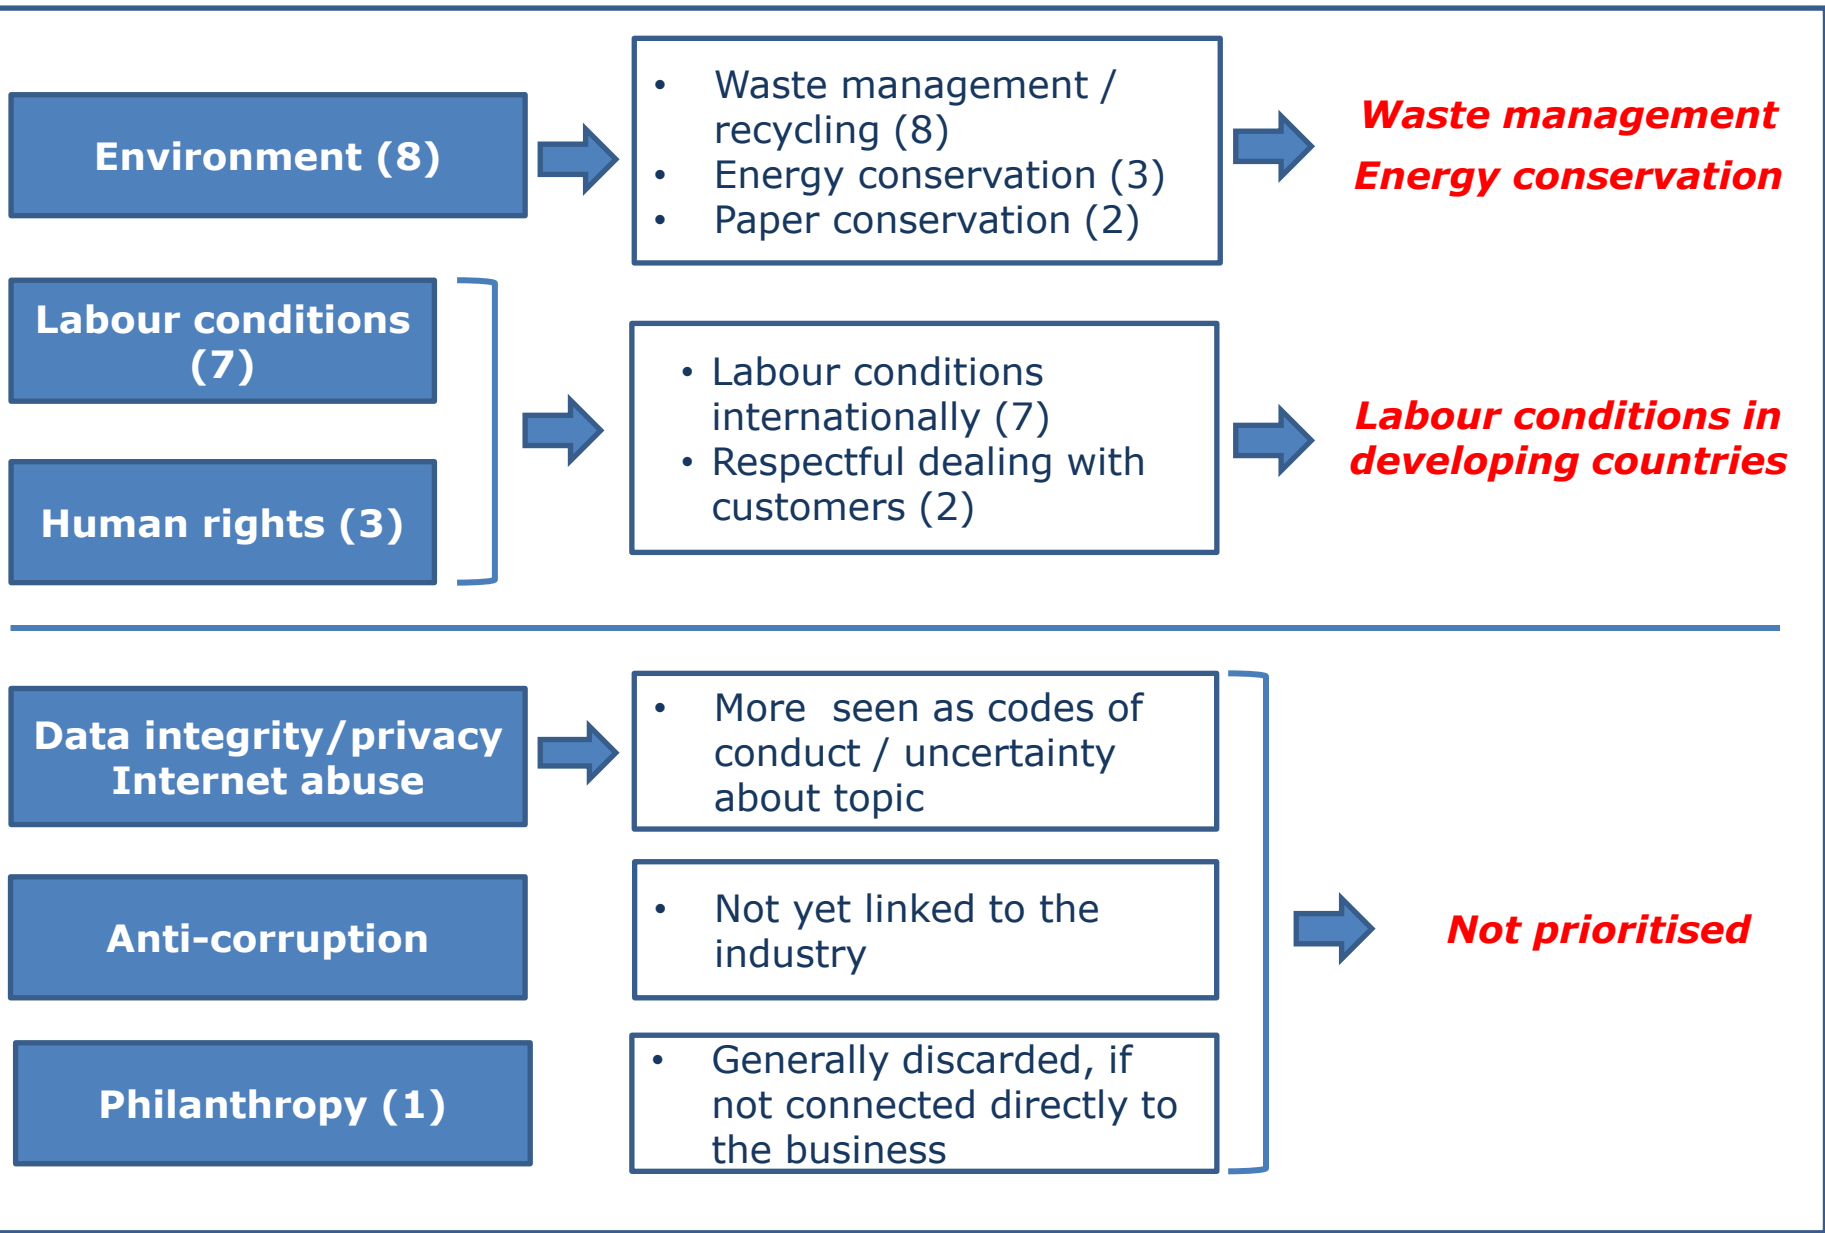 Environment (8)
• Waste management /
recycling (8)
• Energy conservation (3)
• Paper conservation (2)
Waste management
Energy conservation
Labour conditions
(7)
Human rights (3)
• Labour conditions
internationally (7)
• Respectful dealing with
customers (2)
Labour conditions in
developing countries
Data integrity/privacy
Internet abuse
• More  seen as codes of
conduct / uncertainty
about topic
Anti-corruption
• Not yet linked to the
industry
Philanthropy (1)
• Generally discarded, if
not connected directly to
the business
Not prioritised